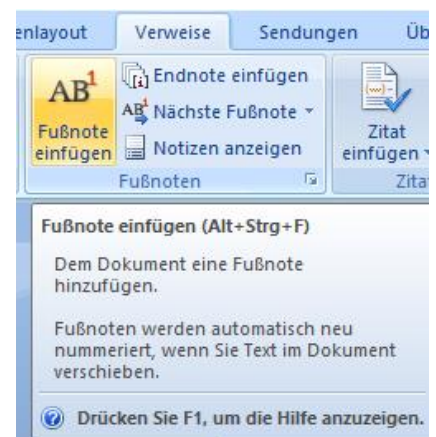 enlayout Verweise Sendungen Üb
AB¹
Fußnote
einfügen
[i] Endnote einfügen
AB¹ Nächste Fußnote
Notizen anzeigen
Zitat
einfügen
Fußnoten
Zita
Fußnote einfügen (Alt+Strg+F)
Dem Dokument eine Fußnote
hinzufügen.
Fußnoten werden automatisch neu
nummeriert, wenn Sie Text im Dokument
verschieben.
Drücken Sie F1, um die Hilfe anzuzeigen.